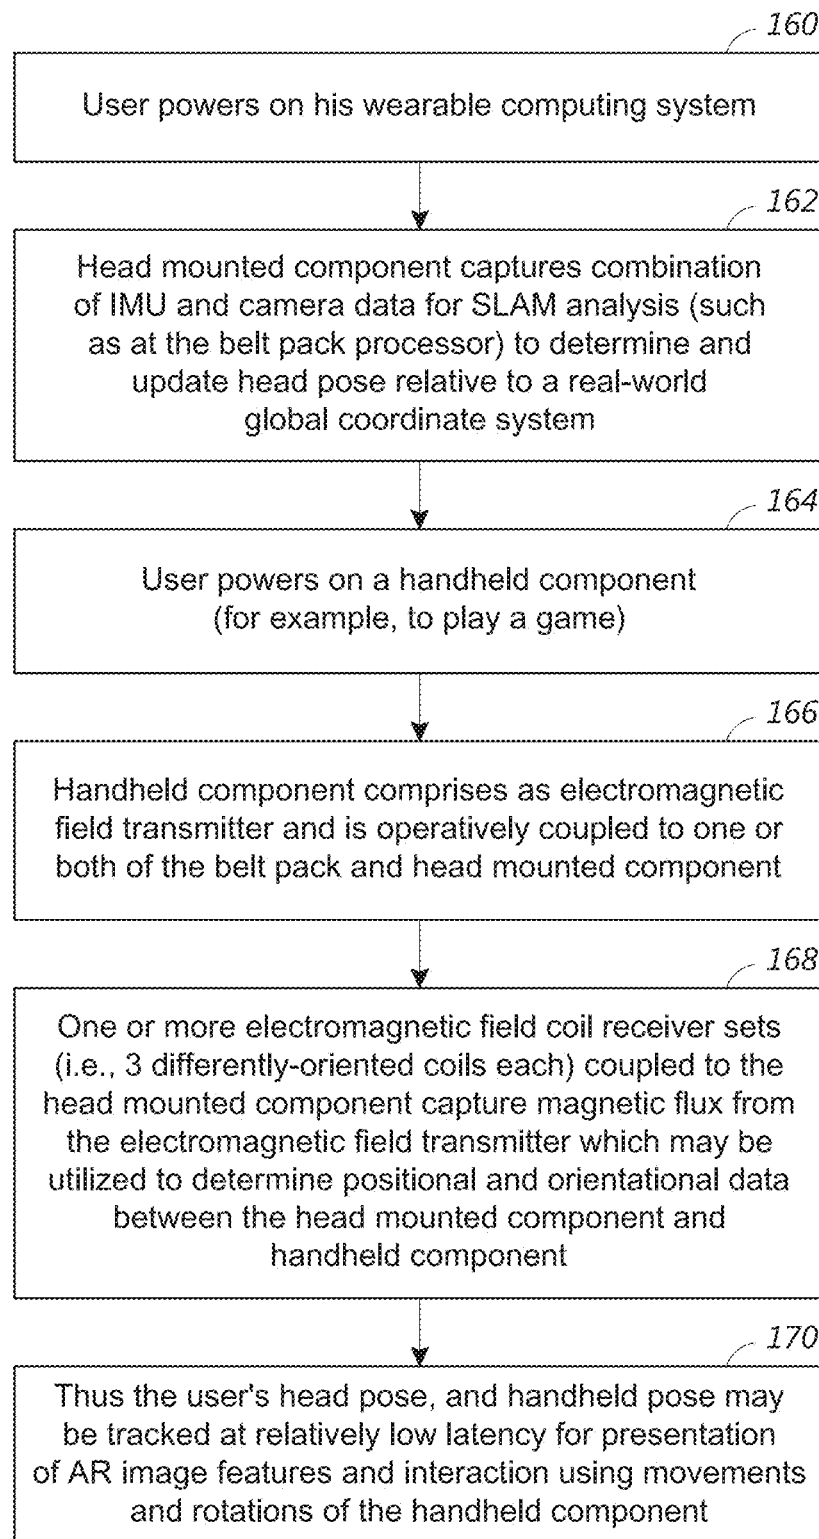 160
User powers on his wearable computing system
162
Head mounted component captures combination
of IMU and camera data for SLAM analysis (such
as at the belt pack processor) to determine and
update head pose relative to a real-world
global coordinate system
164
User powers on a handheld component
(for example, to play a game)
166
Handheld component comprises as electromagnetic
field transmitter and is operatively coupled to one or
both of the belt pack and head mounted component
168
One or more electromagnetic field coil receiver sets
(i.e., 3 differently-oriented coils each) coupled to the
head mounted component capture magnetic flux from
the electromagnetic field transmitter which may be
utilized to determine positional and orientational data
between the head mounted component and
handheld component
170
Thus the user's head pose, and handheld pose may
be tracked at relatively low latency for presentation
of AR image features and interaction using movements
and rotations of the handheld component